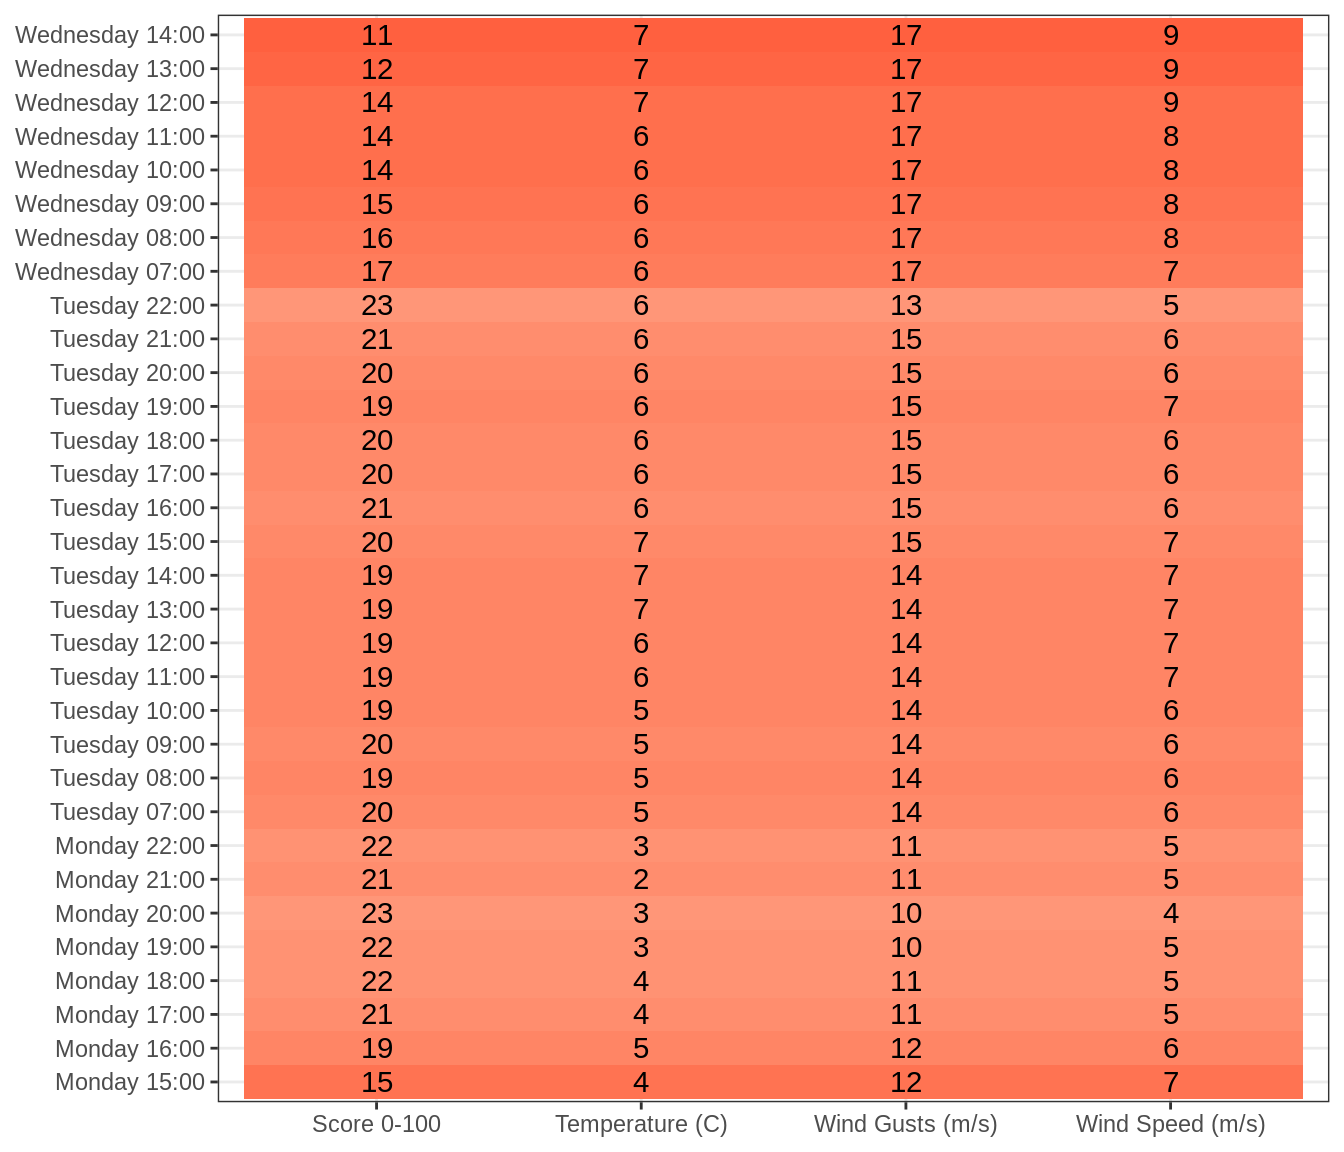 Wednesday 14:00 11 7 17 9
Wednesday 13:00 12 7 17 9
Wednesday 12:00 14 7 17 9
Wednesday 11:00 14 6 17 8
Wednesday 10:00 14 6 17 8
Wednesday 09:00 15 6 17 8
Wednesday 08:00 16 6 17 8
Wednesday 07:00 17 6 17 7
Tuesday 22:00 23 6 13 5
Tuesday 21:00 21 6 15 6
Tuesday 20:00 20 6 15 6
Tuesday 19:00 19 6 15 7
Tuesday 18:00 20 6 15 6
Tuesday 17:00 20 6 15 6
Tuesday 16:00 21 6 15 6
Tuesday 15:00 20 7 15 7
Tuesday 14:00 19 7 14 7
Tuesday 13:00 19 7 14 7
Tuesday 12:00 19 6 14 7
Tuesday 11:00 19 6 14 7
Tuesday 10:00 19 5 14 6
Tuesday 09:00 20 5 14 6
Tuesday 08:00 19 5 14 6
Tuesday 07:00 20 5 14 6
Monday 22:00 22 3 11 5
Monday 21:00 21 2 11 5
Monday 20:00 23 3 10 4
Monday 19:00 22 3 10 5
Monday 18:00 22 4 11 5
Monday 17:00 21 4 11 5
Monday 16:00 19 5 12 6
Monday 15:00 15 4 12 7
Score 0-100 Temperature (C) Wind Gusts (m/s) Wind Speed (m/s)